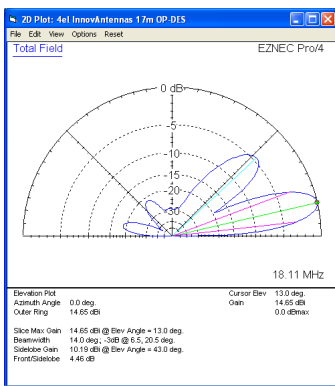 2D Plot: 4el InnovAntennas 17m OP-DES
File Edit View Options Reset
Total Field
EZNEC Pro/4
0 dB
-5
-10
-15
-20
-30
18.11 MHz
Elevation Plot
Cursor Elev 13.0 deg.
Azimuth Angle 0.0 deg.
Gain 14.65 dBi
Outer Ring 14.65 dBi
0.0 dBmax
Slice Max Gain 14.65 dBi @ Elev Angle = 13.0 deg.
Beamwidth 14.0 deg.; -3dB @ 6.5, 20.5 deg.
Sidelobe Gain 10.19 dBi @ Elev Angle = 43.0 deg.
Front/Sidelobe 4.46 dB